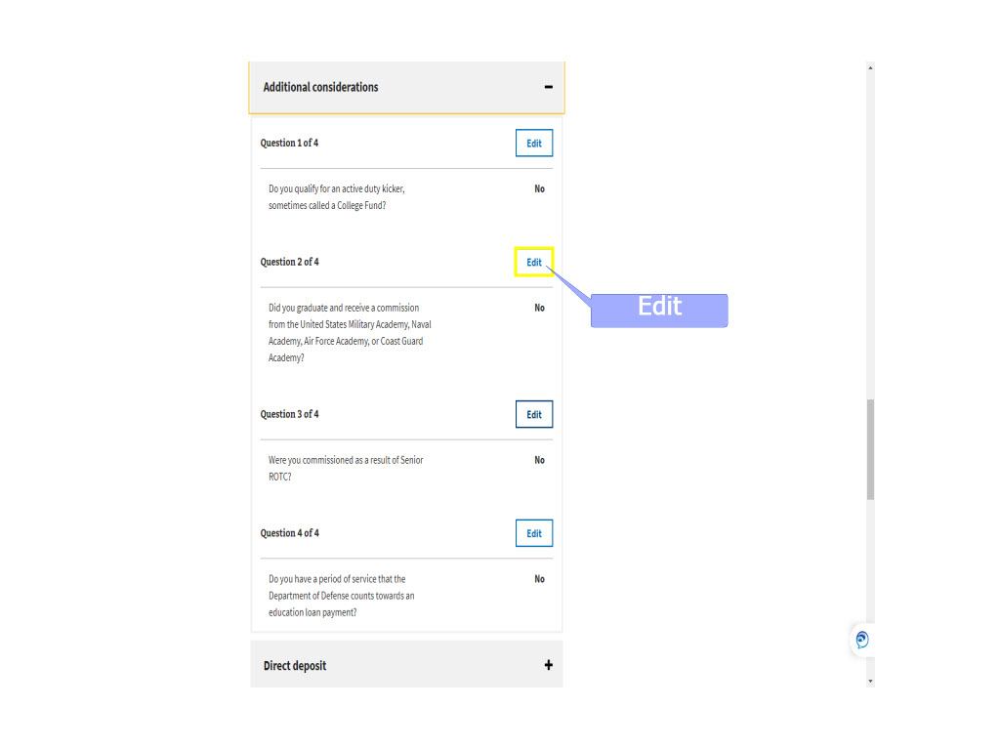 Additional considerations
Question 1 of 4
Edit
Do you qualify for an active duty kicker,
sometimes called a College Fund?
No
Question 2 of 4
Edit
Edit
Did you graduate and receive a commission
from the United States Military Academy, Naval
Academy, Air Force Academy, or Coast Guard
Academy?
No
Question 3 of 4
Edit
Were you commissioned as a result of Senior
ROTC?
No
Question 4 of 4
Edit
Do you have a period of service that the
Department of Defense counts towards an
education loan payment?
No
Direct deposit